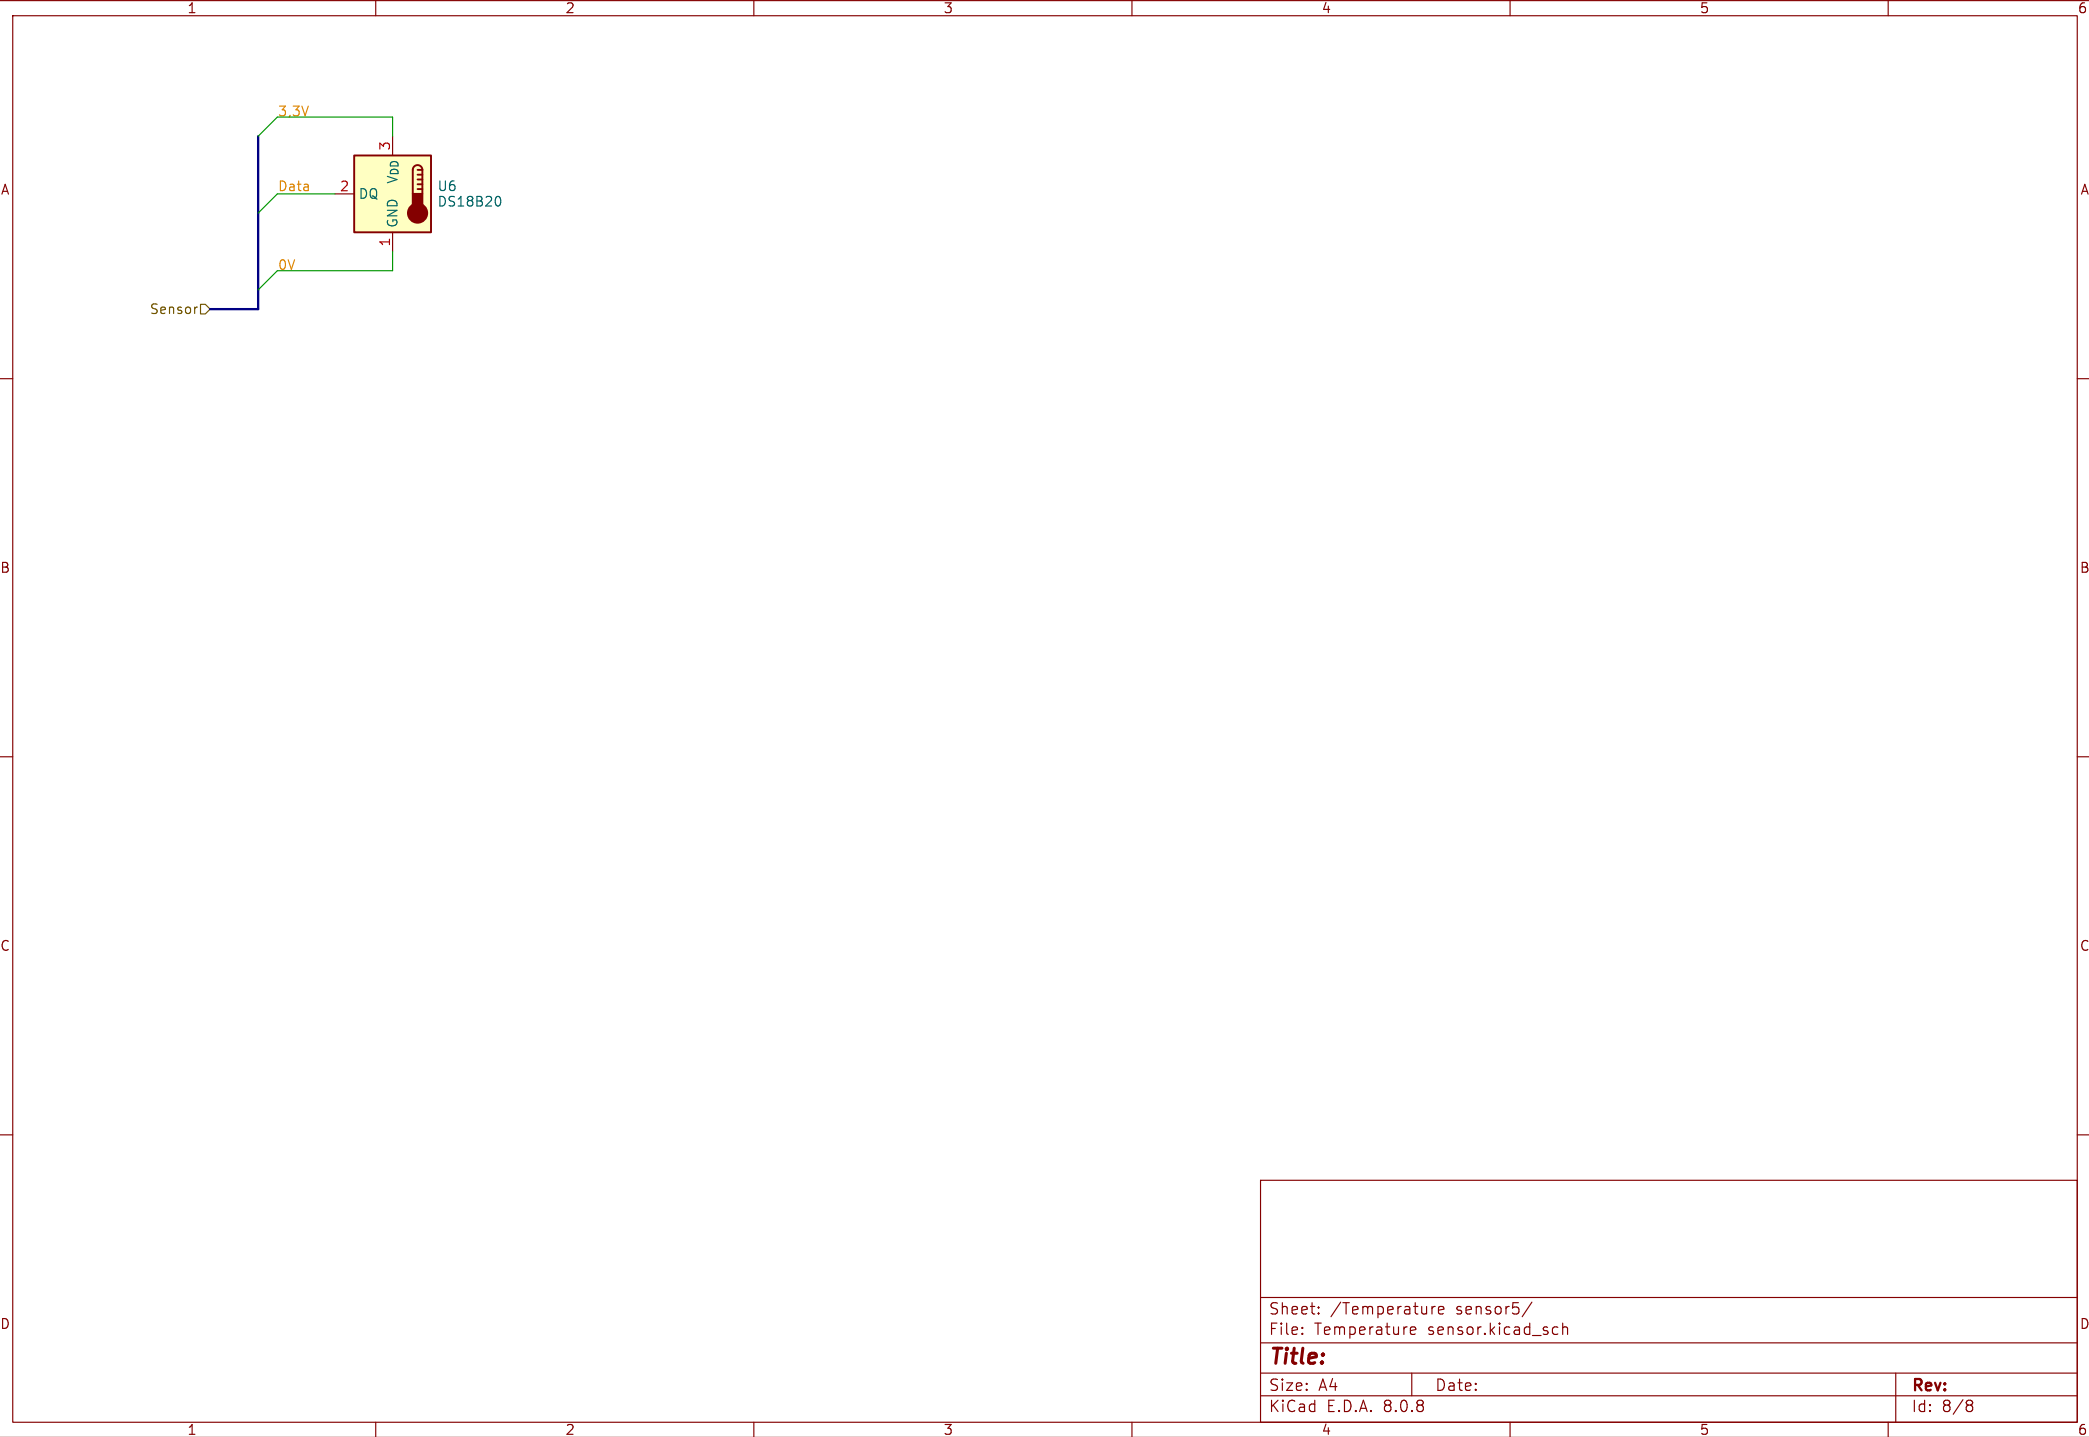 1 2 3 4 5 6
3.3V
3
V_DD
Data
2
DQ
U6
DS18B20
GND
1
0V
Sensor
A A
B B
C C
D D
Sheet: /Temperature sensor5/
File: Temperature sensor.kicad_sch
Title:
Size: A4 Date: Rev:
KiCad E.D.A. 8.0.8 Id: 8/8
1 2 3 4 5 6